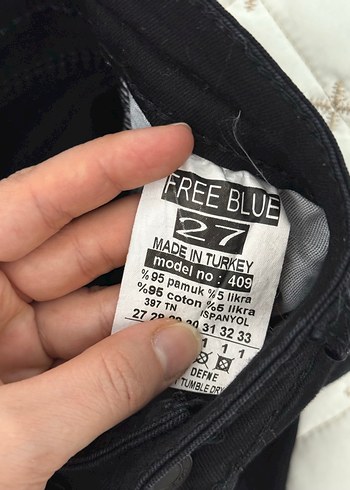 FREE BLUE
27
MADE IN TURKEY
model no : 409
%95 pamuk %5 likra
%95 coton %5 likra
397 TN ISPANYOL
27 28 29 30 31 32 33
1 1 1
DEFNE
TUMBLE DRY